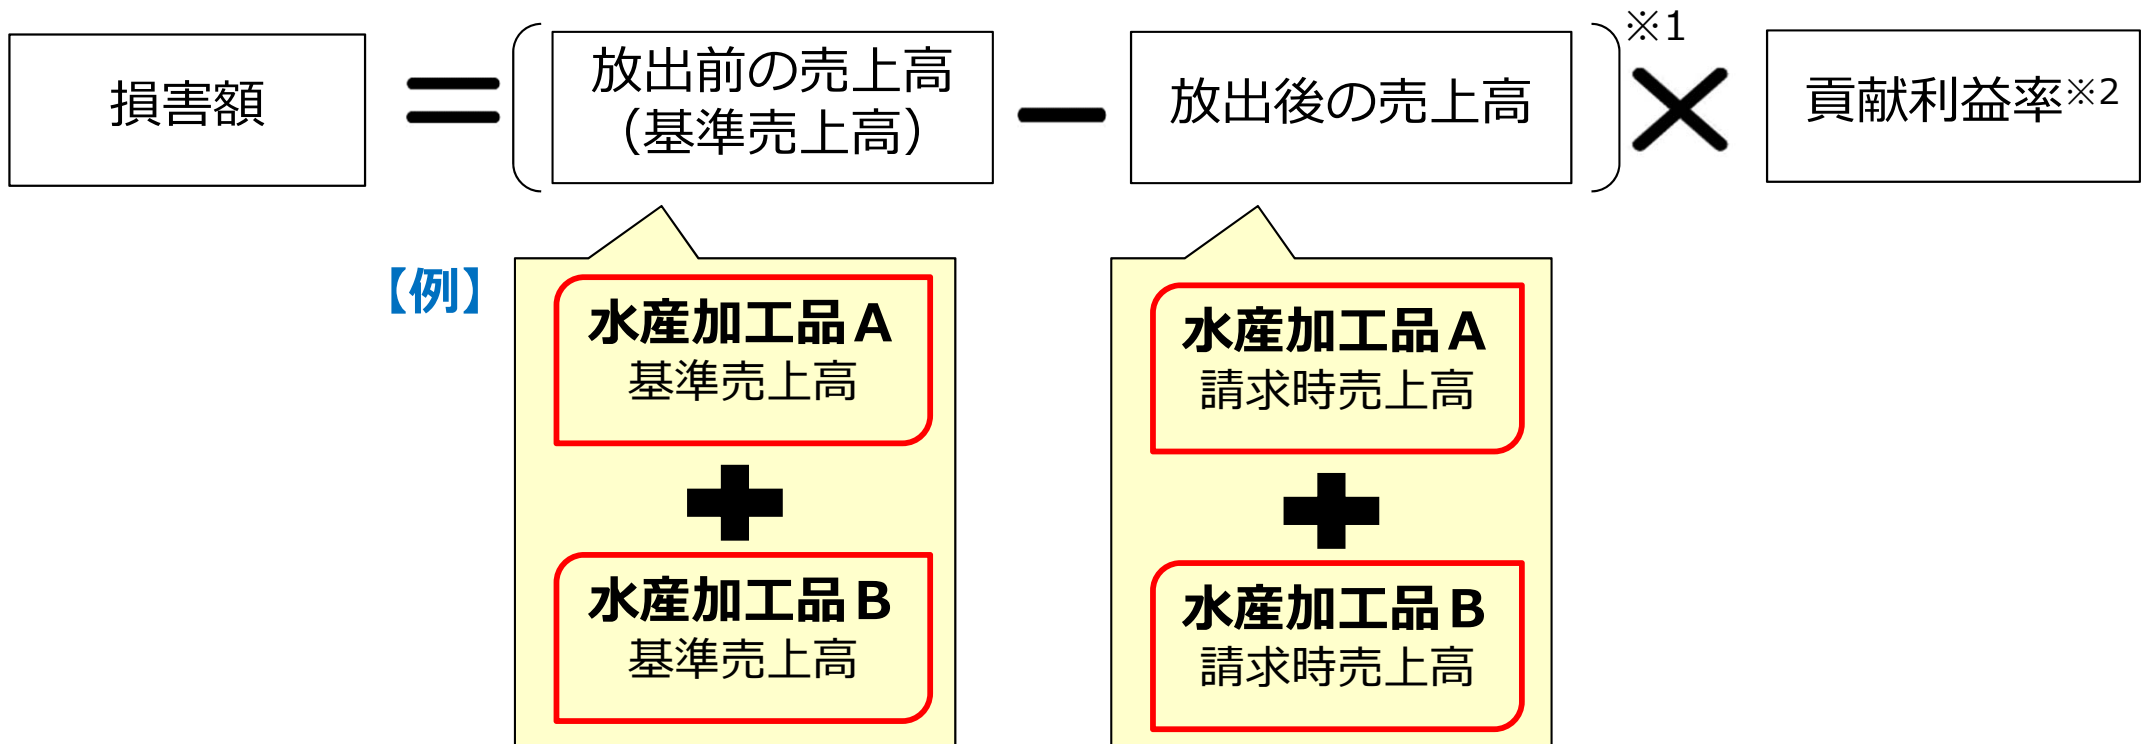 損害額
放出前の売上高
（基準売上高）
放出後の売上高
※1
貢献利益率※2
【例】
水産加工品A
基準売上高
水産加工品B
基準売上高
水産加工品A
請求時売上高
水産加工品B
請求時売上高